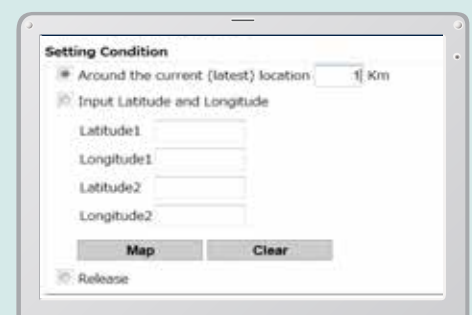 Setting Condition
Around the current (latest) location 1 Km
Input Latitude and Longitude
Latitude1
Longitude1
Latitude2
Longitude2
Map Clear
Release